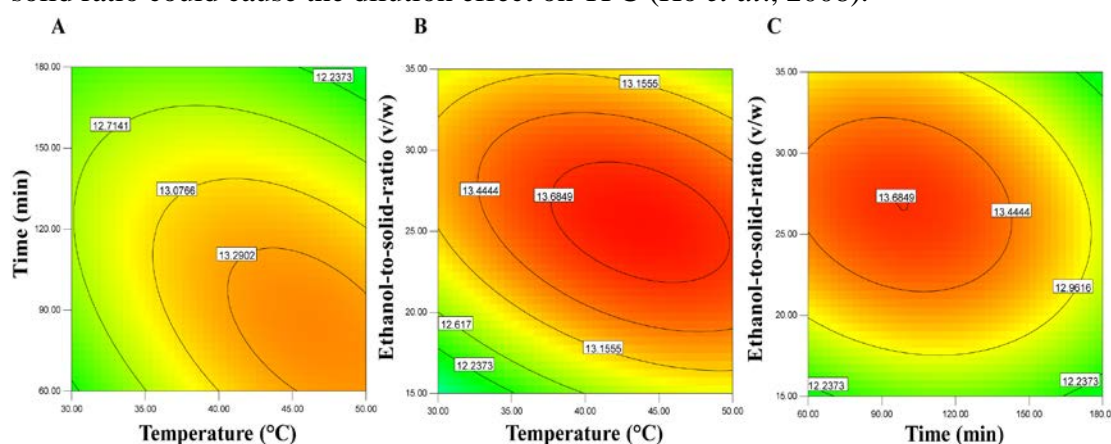 solid ratio could cause the dilution effect on TPC (Ho et al., 2008).
A
B
C
180.00
150.00
120.00
90.00
60.00
Time (min)
12.2373
12.7141
13.0766
13.2902
30.00 35.00 40.00 45.00 50.00
Temperature (°C)
35.00
30.00
25.00
20.00
15.00
Ethanol-to-solid-ratio (v/w)
13.1555
13.4444
13.6849
12.617
12.2373
13.1555
30.00 35.00 40.00 45.00 50.00
Temperature (°C)
35.00
30.00
25.00
20.00
15.00
Ethanol-to-solid-ratio (v/w)
13.6849
13.4444
12.9616
12.2373
12.2373
60.00 90.00 120.00 150.00 180.00
Time (min)